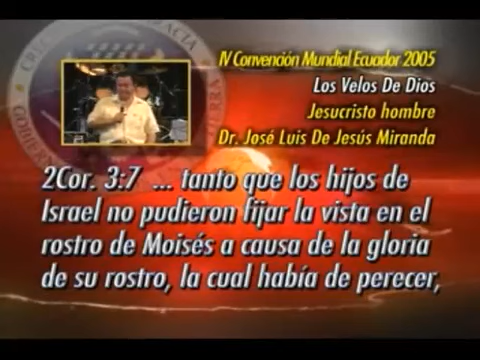 IV Convención Mundial Ecuador 2005
Los Velos De Dios
Jesucristo hombre
Dr. José Luis De Jesús Miranda
2Cor. 3:7 ... tanto que los hijos de
Israel no pudieron fijar la vista en el
rostro de Moisés a causa de la gloria
de su rostro, la cual había de perecer,